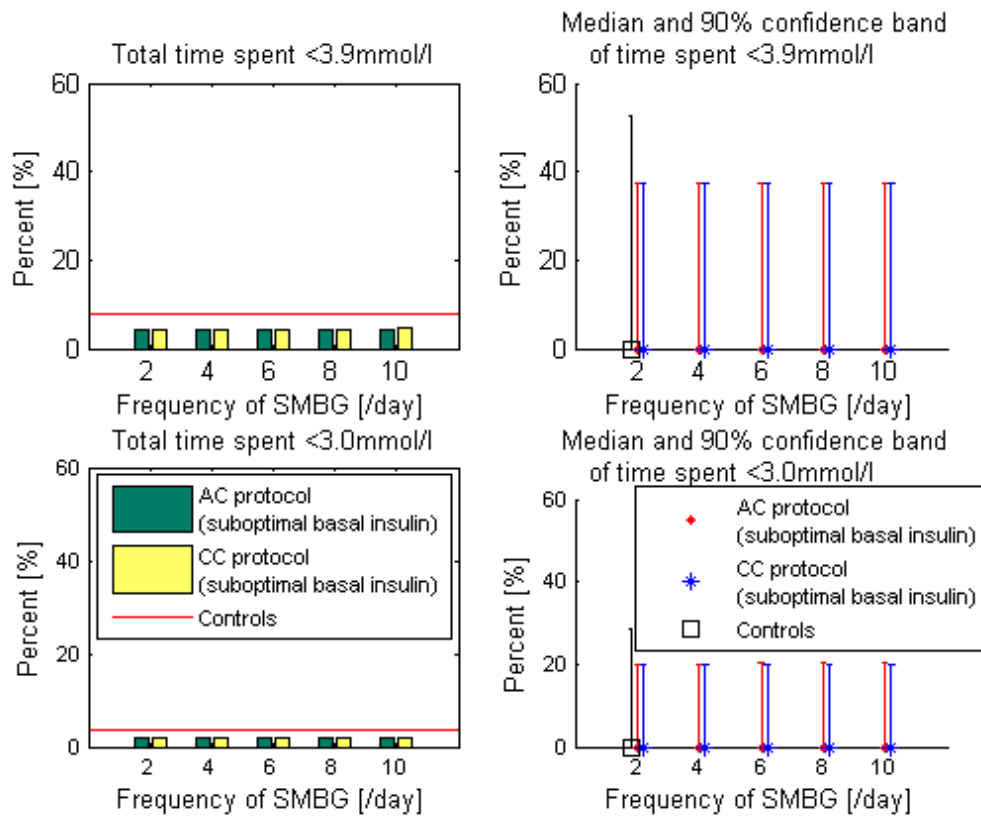 Total time spent <3.9mmol/l
60
40
20
0
Percent [%]
2 4 6 8 10
Frequency of SMBG [/day]
Median and 90% confidence band
of time spent <3.9mmol/l
60
40
20
0
Percent [%]
2 4 6 8 10
Frequency of SMBG [/day]
Total time spent <3.0mmol/l
60
40
20
0
Percent [%]
AC protocol
(suboptimal basal insulin)
CC protocol
(suboptimal basal insulin)
Controls
2 4 6 8 10
Frequency of SMBG [/day]
Median and 90% confidence band
of time spent <3.0mmol/l
60
40
20
0
Percent [%]
AC protocol
(suboptimal basal insulin)
CC protocol
(suboptimal basal insulin)
Controls
2 4 6 8 10
Frequency of SMBG [/day]